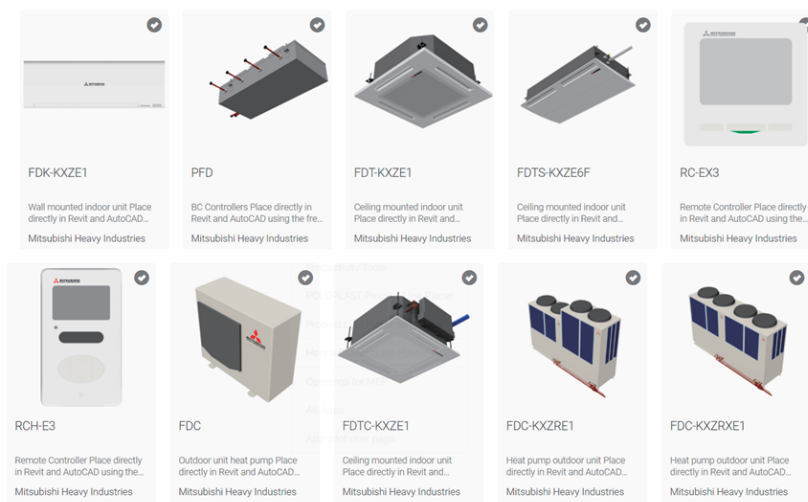 FDK-KXZE1
Wall mounted indoor unit Place
directly in Revit and AutoCAD...
Mitsubishi Heavy Industries
PFD
BC Controllers Place directly in
Revit and AutoCAD using the fre...
Mitsubishi Heavy Industries
FDT-KXZE1
Ceiling mounted indoor unit
Place directly in Revit and...
Mitsubishi Heavy Industries
FDTS-KXZE6F
Ceiling mounted indoor unit
Place directly in Revit and...
Mitsubishi Heavy Industries
RC-EX3
Remote Controller Place directly
in Revit and AutoCAD using the...
Mitsubishi Heavy Industries
RCH-E3
Remote Controller Place directly
in Revit and AutoCAD using the...
Mitsubishi Heavy Industries
FDC
Outdoor unit heat pump Place
directly in Revit and AutoCAD...
Mitsubishi Heavy Industries
FDTC-KXZE1
Ceiling mounted indoor unit
Place directly in Revit and...
Mitsubishi Heavy Industries
FDC-KXZRE1
Heat pump outdoor unit Place
directly in Revit and AutoCAD...
Mitsubishi Heavy Industries
FDC-KXZRXE1
Heat pump outdoor unit Place
directly in Revit and AutoCAD...
Mitsubishi Heavy Industries